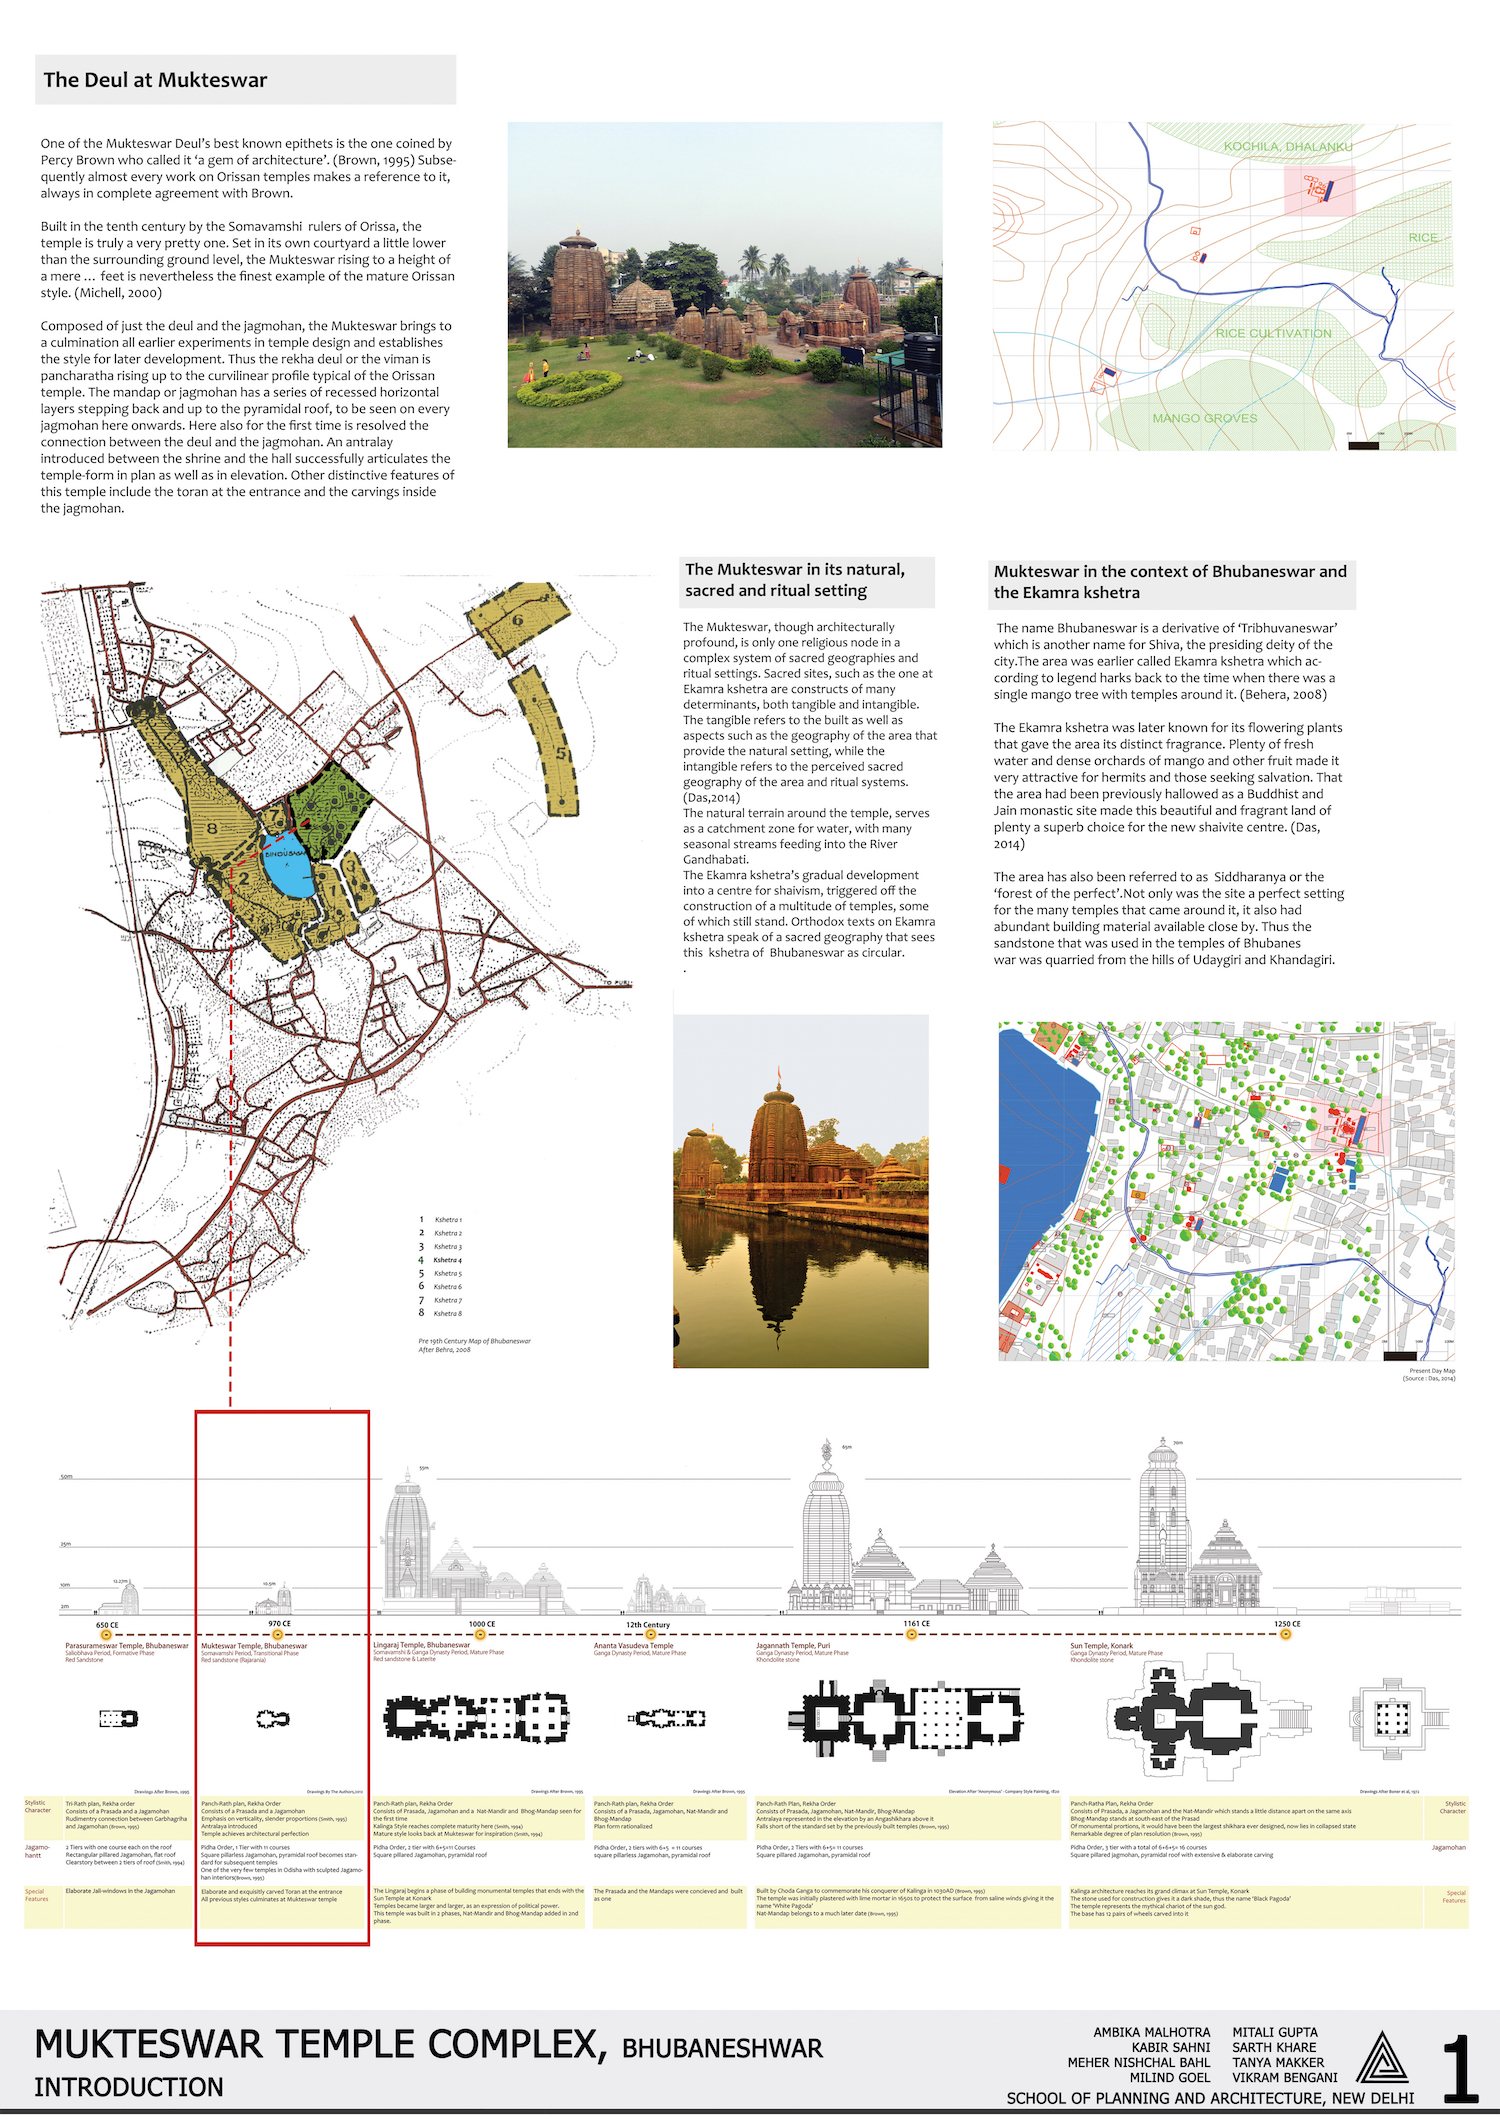 The Deul at Mukteswar
One of the Mukteswar Deul's best known epithets is the one coined by
Percy Brown who called it 'a gem of architecture'. (Brown, 1995) Subse-
quently almost every work on Orissan temples makes a reference to it,
always in complete agreement with Brown.
Built in the tenth century by the Somavamshi rulers of Orissa, the
temple is truly a very pretty one. Set in its own courtyard a little lower
than the surrounding ground level, the Mukteswar rising to a height of
a mere ... feet is nevertheless the finest example of the mature Orissan
style. (Michell, 2000)
Composed of just the deul and the jagmohan, the Mukteswar brings to
a culmination all earlier experiments in temple design and establishes
the style for later development. Thus the rekha deul or the viman is
pancharatha rising up to the curvilinear profile typical of the Orissan
temple. The mandap or jagmohan has a series of recessed horizontal
layers stepping back and up to the pyramidal roof, to be seen on every
jagmohan here onwards. Here also for the first time is resolved the
connection between the deul and the jagmohan. An antralay
introduced between the shrine and the hall successfully articulates the
temple-form in plan as well as in elevation. Other distinctive features of
this temple include the toran at the entrance and the carvings inside
the jagmohan.
KOCHILA, DHALANKU
RICE
RICE CULTIVATION
MANGO GROVES
6
5
8
7
BINDUSAGAR
2
3
1
TO PURI
1 Kshetra 1
2 Kshetra 2
3 Kshetra 3
4 Kshetra 4
5 Kshetra 5
6 Kshetra 6
7 Kshetra 7
8 Kshetra 8
Pre 19th Century Map of Bhubaneswar
After Behra, 2008
The Mukteswar in its natural,
sacred and ritual setting
The Mukteswar, though architecturally
profound, is only one religious node in a
complex system of sacred geographies and
ritual settings. Sacred sites, such as the one at
Ekamra kshetra are constructs of many
determinants, both tangible and intangible.
The tangible refers to the built as well as
aspects such as the geography of the area that
provide the natural setting, while the
intangible refers to the perceived sacred
geography of the area and ritual systems.
(Das,2014)
The natural terrain around the temple, serves
as a catchment zone for water, with many
seasonal streams feeding into the River
Gandhabati.
The Ekamra kshetra's gradual development
into a centre for shaivism, triggered off the
construction of a multitude of temples, some
of which still stand. Orthodox texts on Ekamra
kshetra speak of a sacred geography that sees
this kshetra of Bhubaneswar as circular.
.
Mukteswar in the context of Bhubaneswar and
the Ekamra kshetra
The name Bhubaneswar is a derivative of 'Tribhuvaneswar'
which is another name for Shiva, the presiding deity of the
city.The area was earlier called Ekamra kshetra which ac-
cording to legend harks back to the time when there was a
single mango tree with temples around it. (Behera, 2008)
The Ekamra kshetra was later known for its flowering plants
that gave the area its distinct fragrance. Plenty of fresh
water and dense orchards of mango and other fruit made it
very attractive for hermits and those seeking salvation. That
the area had been previously hallowed as a Buddhist and
Jain monastic site made this beautiful and fragrant land of
plenty a superb choice for the new shaivite centre. (Das,
2014)
The area has also been referred to as Siddharanya or the
'forest of the perfect'.Not only was the site a perfect setting
for the many temples that came around it, it also had
abundant building material available close by. Thus the
sandstone that was used in the temples of Bhubanes
war was quarried from the hills of Udaygiri and Khandagiri.
Present Day Map
(Source : Das, 2014)
50m
25m
10m
2m
12.27m
10.5m
55m
65m
70m
650 CE
970 CE
1000 CE
12th Century
1161 CE
1250 CE
Parasurameswar Temple, Bhubaneswar
Sailobhava Period, Formative Phase
Red Sandstone
Mukteswar Temple, Bhubaneswar
Somavamshi Period, Transitional Phase
Red sandstone (Rajarania)
Lingaraj Temple, Bhubaneswar
Somavamshi & Ganga Dynasty Period, Mature Phase
Red sandstone & Laterite
Ananta Vasudeva Temple
Ganga Dynasty Period, Mature Phase
Jagannath Temple, Puri
Ganga Dynasty Period, Mature Phase
Khondolite stone
Sun Temple, Konark
Ganga Dynasty Period, Mature Phase
Khondolite stone
Drawings After Brown, 1995
Drawings By The Authors,2012
Drawings After Brown, 1995
Drawings After Brown, 1995
Elevation After 'Anonymous' - Company Style Painting, 1820
Drawings After Boner et al, 1972
Stylistic
Character
Tri-Rath plan, Rekha order
Consists of a Prasada and a Jagamohan
Rudimentry connection between Garbhagriha
and Jagamohan (Brown, 1995)
Panch-Rath plan, Rekha Order
Consists of a Prasada and a Jagamohan
Emphasis on verticality, slender proportions (Smith, 1995)
Antralaya introduced
Temple achieves architectural perfection
Panch-Rath plan, Rekha Order
Consists of Prasada, Jagamohan and a Nat-Mandir and Bhog-Mandap seen for
the first time
Kalinga Style reaches complete maturity here (Smith, 1994)
Mature style looks back at Mukteswar for inspiration (Smith, 1994)
Panch-Rath plan, Rekha Order
Consists of Prasada, Jagamohan, Nat-Mandir and
Bhog-Mandap
Plan form rationalized
Panch-Rath Plan, Rekha Order
Consists of Prasada, Jagamohan, Nat-Mandir, Bhog-Mandap
Antralaya represented in the elevation by an Angashikhara above it
Falls short of the standard set by the previously built temples (Brown, 1995)
Panch-Ratha Plan, Rekha Order
Consists of Prasada, a Jagamohan and the Nat-Mandir which stands a little distance apart on the same axis
Bhog-Mandap stands at south-east of the Prasad
Of monumental portions, it would have been the largest shikhara ever designed, now lies in collapsed state
Remarkable degree of plan resolution (Brown, 1995)
Stylistic
Character
Jagamo-
hantt
2 Tiers with one course each on the roof
Rectangular pillared Jagamohan, flat roof
Clearstory between 2 tiers of roof (Smith, 1994)
Pidha Order, 1 Tier with 11 courses
Square pillarless Jagamohan, pyramidal roof becomes stan-
dard for subsequent temples
One of the very few temples in Odisha with sculpted Jagamo-
han interiors(Brown, 1995)
Pidha Order, 2 tier with 6+5=11 Courses
Square pillared Jagamohan, pyramidal roof
Pidha Order, 2 tiers with 6+5 = 11 courses
square pillarless Jagamohan, pyramidal roof
Pidha Order, 2 Tiers with 6+5= 11 courses
Square pillared Jagamohan, pyramidal roof
Pidha Order, 3 tier with a total of 6+6+5= 16 courses
Square pillared jagmohan, pyramidal roof with extensive & elaborate carving
Jagamohan
Special
Features
Elaborate Jali-windows in the Jagamohan
Elaborate and exquisitly carved Toran at the entrance
All previous styles culminates at Mukteswar temple
The Lingaraj begins a phase of building monumental temples that ends with the
Sun Temple at Konark
Temples became larger and larger, as an expression of political power.
This temple was built in 2 phases, Nat-Mandir and Bhog-Mandap added in 2nd
phase.
The Prasada and the Mandaps were concieved and built
as one
Built by Choda Ganga to commemorate his conquerer of Kalinga in 1030AD (Brown, 1995)
The temple was initially plastered with lime mortar in 1650s to protect the surface from saline winds giving it the
name 'White Pagoda'
Nat-Mandap belongs to a much later date (Brown, 1995)
Kalinga architecture reaches its grand climax at Sun Temple, Konark
The stone used for construction gives it a dark shade, thus the name 'Black Pagoda'
The temple represents the mythical chariot of the sun god.
The base has 12 pairs of wheels carved into it
Special
Features
MUKTESWAR TEMPLE COMPLEX, BHUBANESHWAR
INTRODUCTION
AMBIKA MALHOTRA MITALI GUPTA
KABIR SAHNI SARTH KHARE
MEHER NISHCHAL BAHL TANYA MAKKER
MILIND GOEL VIKRAM BENGANI
SCHOOL OF PLANNING AND ARCHITECTURE, NEW DELHI
1